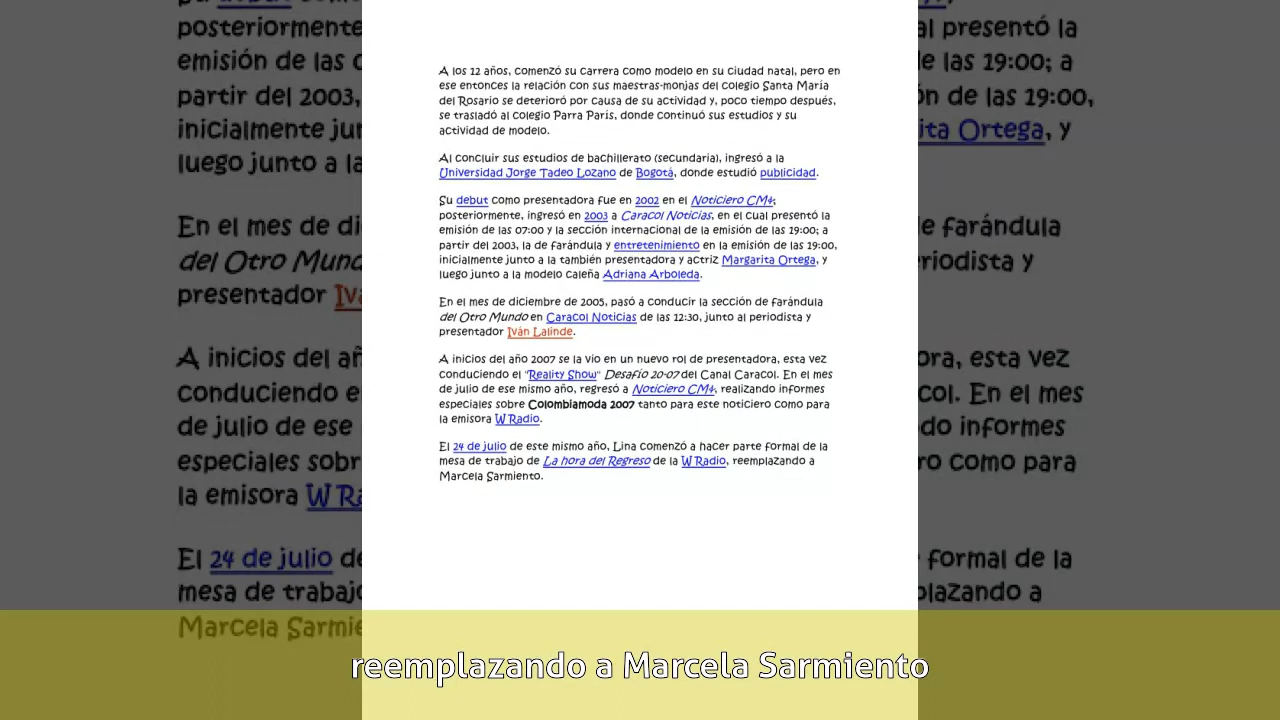 A los 12 años, comenzó su carrera como modelo en su ciudad natal, pero en
ese entonces la relación con sus maestras-monjas del colegio Santa María
del Rosario se deterioró por causa de su actividad y, poco tiempo después,
se trasladó al colegio Parra París, donde continuó sus estudios y su
actividad de modelo.
Al concluir sus estudios de bachillerato (secundaria), ingresó a la
Universidad Jorge Tadeo Lozano de Bogotá, donde estudió publicidad.
Su debut como presentadora fue en 2002 en el Noticiero CM&;
posteriormente, ingresó en 2003 a Caracol Noticias, en el cual presentó la
emisión de las 07:00 y la sección internacional de la emisión de las 19:00; a
partir del 2003, la de farándula y entretenimiento en la emisión de las 19:00,
inicialmente junto a la también presentadora y actriz Margarita Ortega, y
luego junto a la modelo caleña Adriana Arboleda.
En el mes de diciembre de 2005, pasó a conducir la sección de farándula
del Otro Mundo en Caracol Noticias de las 12:30, junto al periodista y
presentador Iván Lalinde.
A inicios del año 2007 se la vio en un nuevo rol de presentadora, esta vez
conduciendo el "Reality Show" Desafío 20-07 del Canal Caracol. En el mes
de julio de ese mismo año, regresó a Noticiero CM&, realizando informes
especiales sobre Colombiamoda 2007 tanto para este noticiero como para
la emisora W Radio.
El 24 de julio de este mismo año, Lina comenzó a hacer parte formal de la
mesa de trabajo de La hora del Regreso de la W Radio, reemplazando a
Marcela Sarmiento.
reemplazando a Marcela Sarmiento